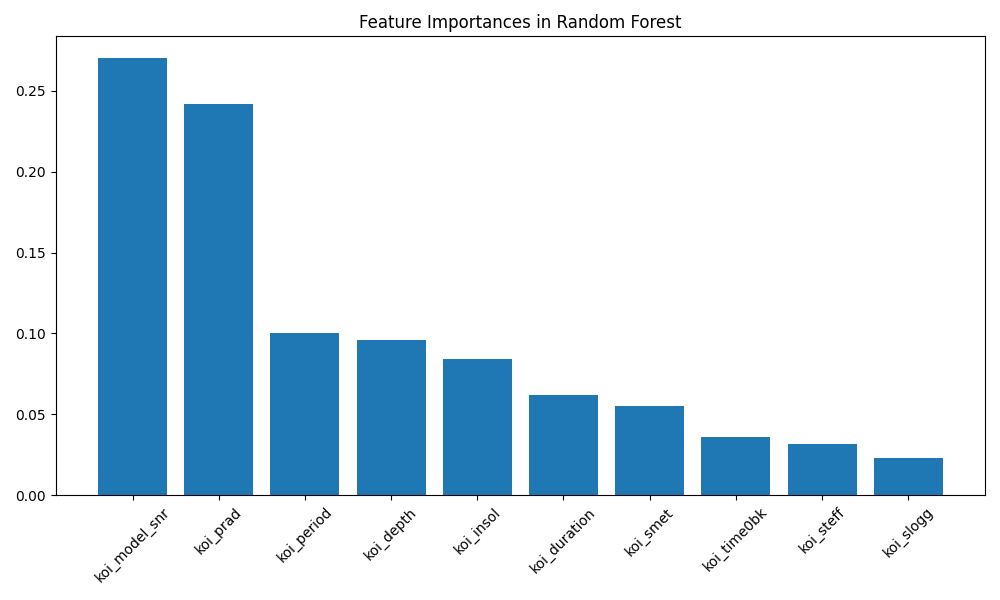 Feature Importances in Random Forest
0.25
0.20
0.15
0.10
0.05
0.00
koi_model_snr
koi_prad
koi_period
koi_depth
koi_insol
koi_duration
koi_smet
koi_time0bk
koi_steff
koi_slogg